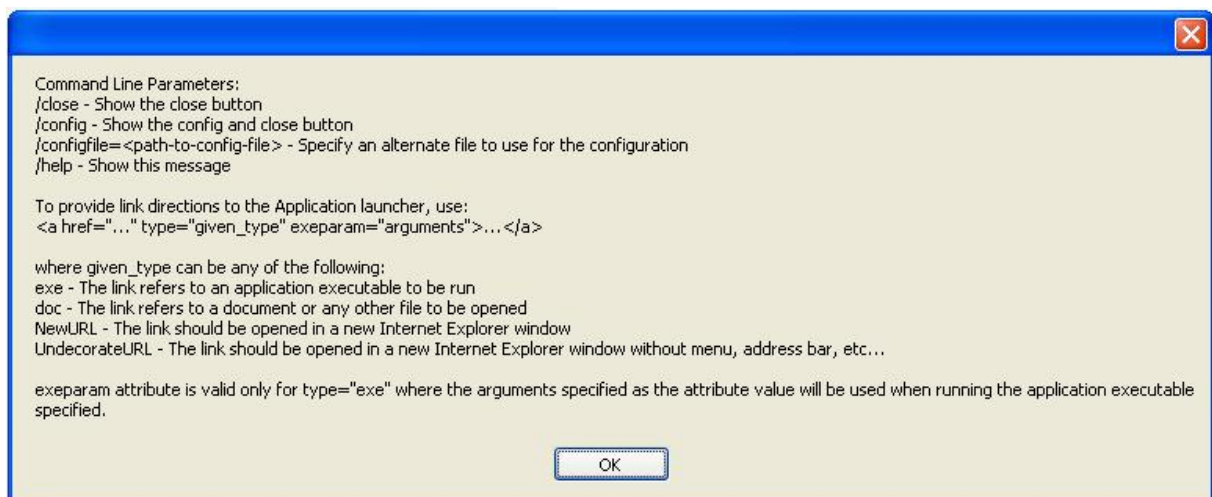 Command Line Parameters:
/close - Show the close button
/config - Show the config and close button
/configfile=<path-to-config-file> - Specify an alternate file to use for the configuration
/help - Show this message
To provide link directions to the Application launcher, use:
<a href="..." type="given_type" exeparam="arguments">...</a>
where given_type can be any of the following:
exe - The link refers to an application executable to be run
doc - The link refers to a document or any other file to be opened
NewURL - The link should be opened in a new Internet Explorer window
UndecorateURL - The link should be opened in a new Internet Explorer window without menu, address bar, etc...
exeparam attribute is valid only for type="exe" where the arguments specified as the attribute value will be used when running the application executable
specified.
OK